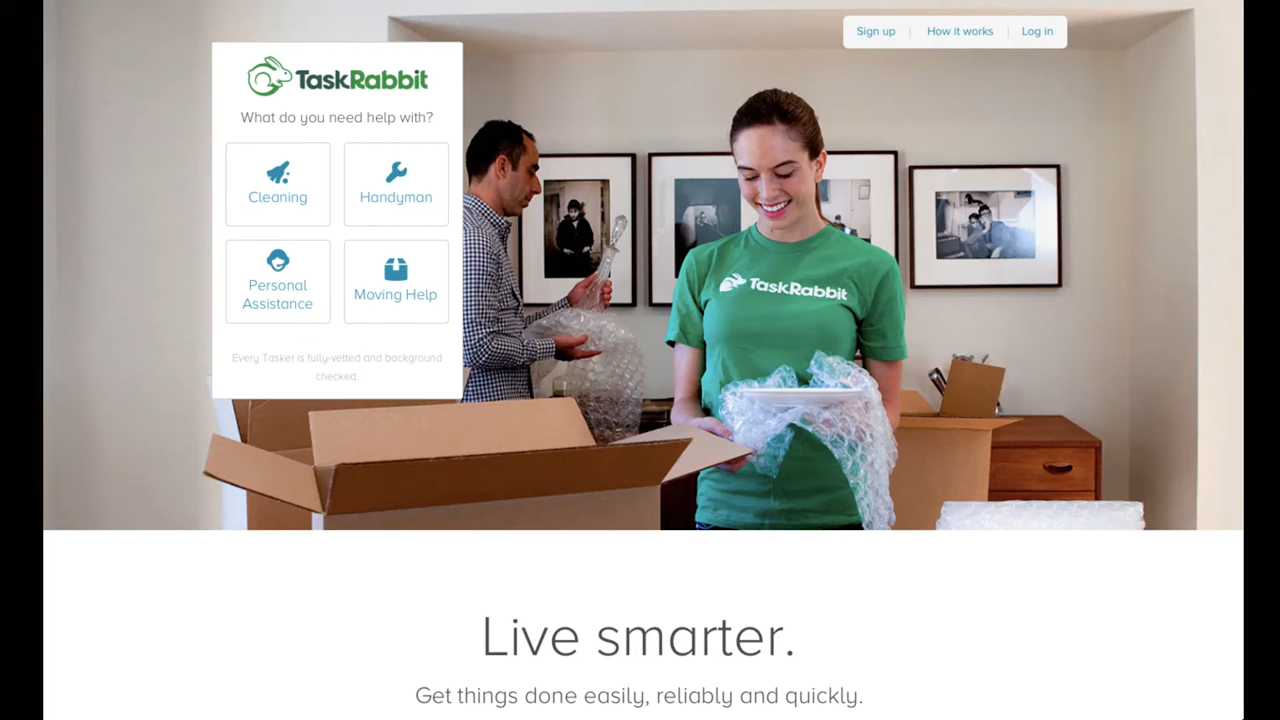 Sign up
How it works
Log in
TaskRabbit
What do you need help with?
Cleaning
Handyman
Personal
Assistance
Moving Help
Every Tasker is fully-vetted and background
checked.
TaskRabbit
Live smarter.
Get things done easily, reliably and quickly.